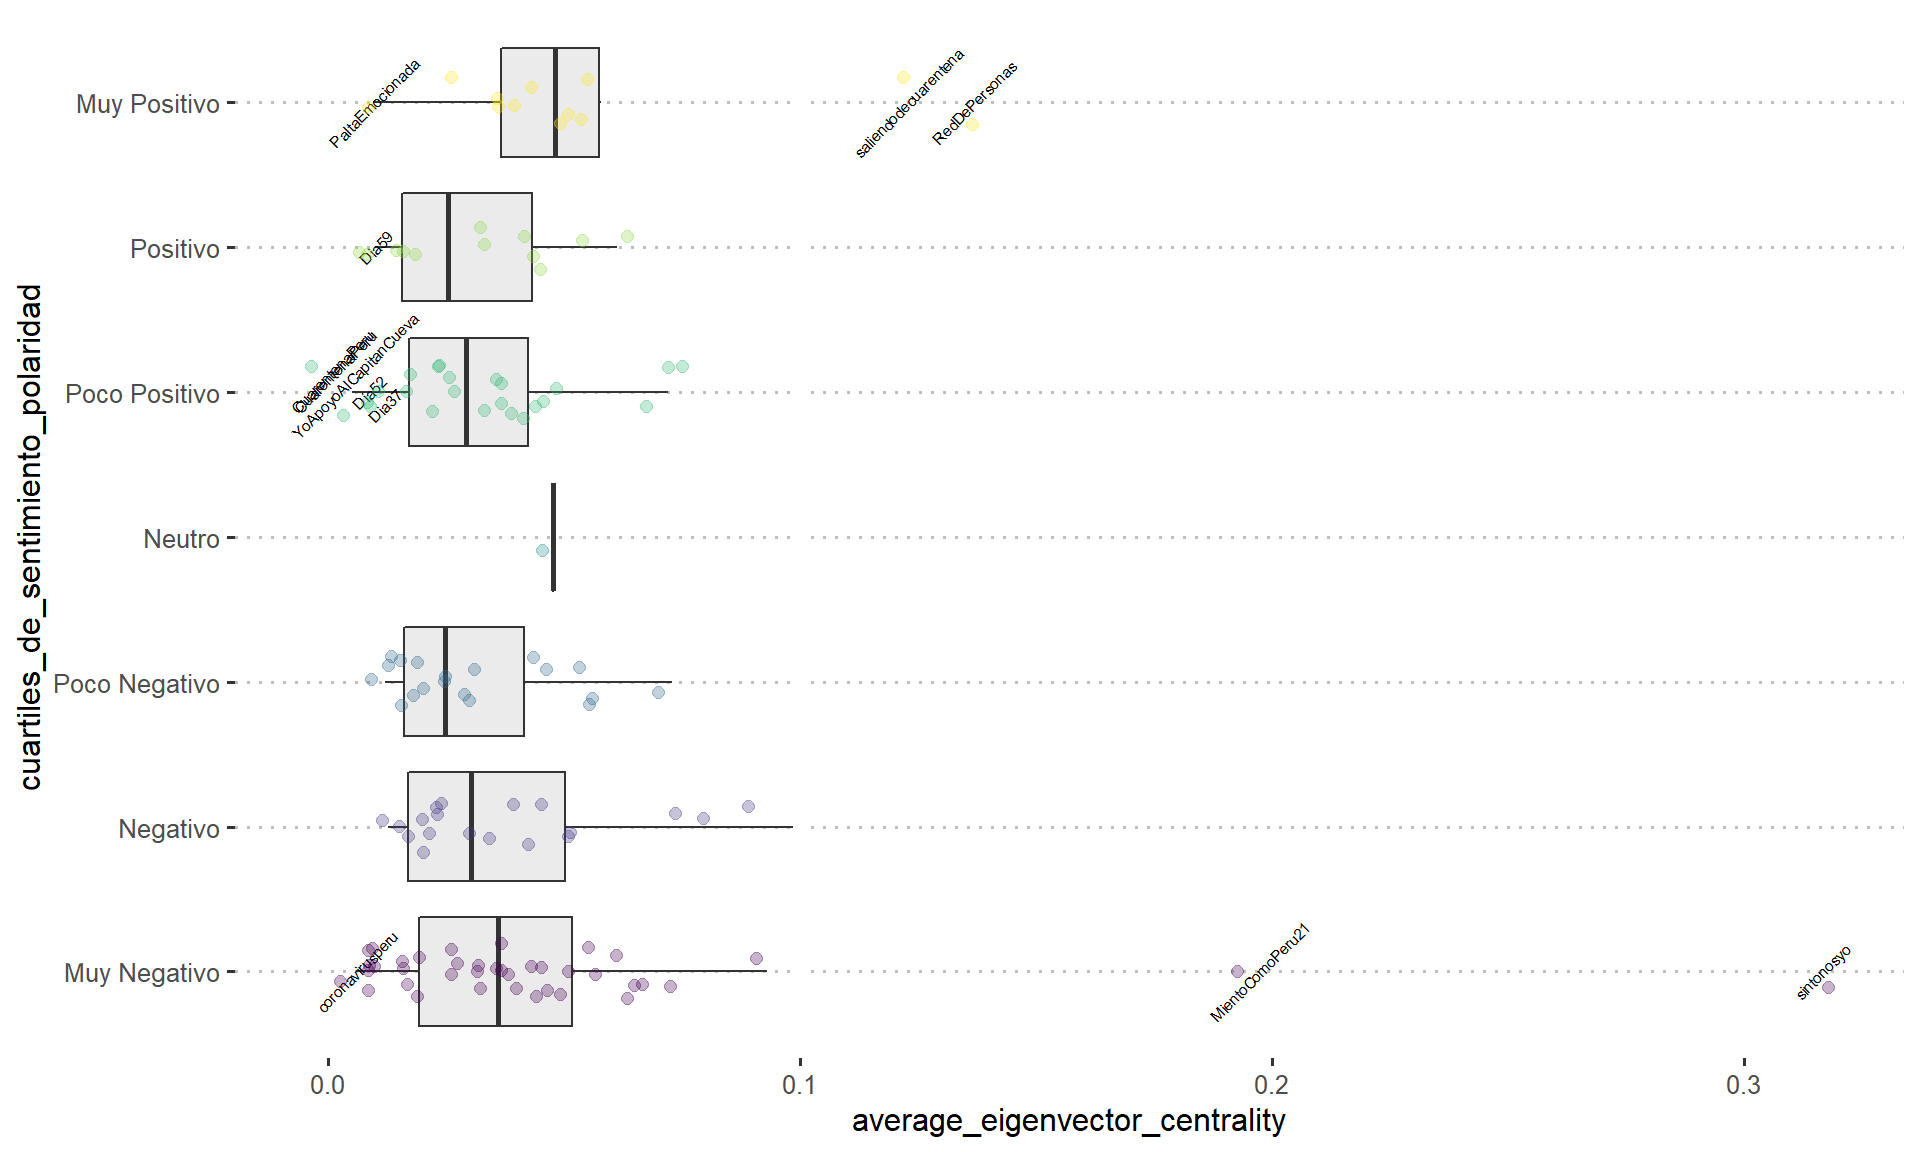 cuartiles_de_sentimiento_polaridad
Muy Positivo
PaltaEmocionada
saliendodecuarentena
RedDePersonas
Positivo
Dia59
Poco Positivo
CuarentenaPeru
YoApoyoAlCapitanCueva
Dia52
Dia37
Neutro
Poco Negativo
Negativo
Muy Negativo
coronavirusperu
MientoComoPeru21
sintonosyo
0.0 0.1 0.2 0.3
average_eigenvector_centrality